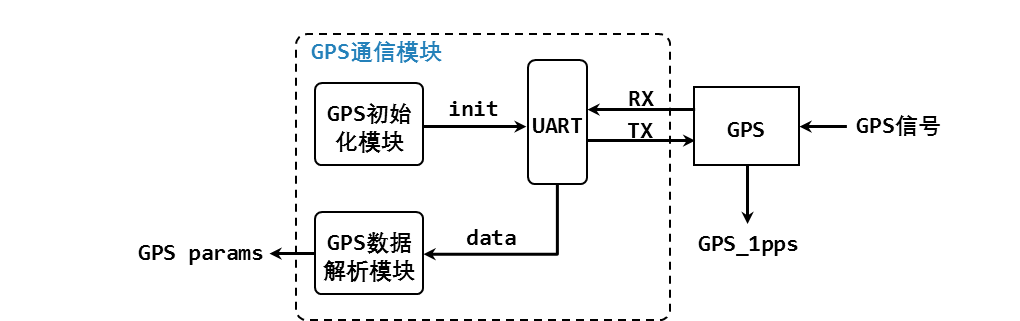 GPS通信模块
GPS初始
化模块
init
UART
RX
TX
GPS
GPS信号
GPS_1pps
data
GPS数据
解析模块
GPS params